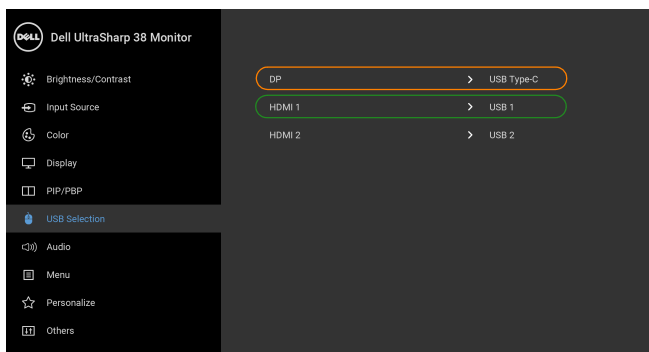 DELL Dell UltraSharp 38 Monitor
Brightness/Contrast
Input Source
Color
Display
PIP/PBP
USB Selection
Audio
Menu
Personalize
Others
DP > USB Type-C
HDMI 1 > USB 1
HDMI 2 > USB 2